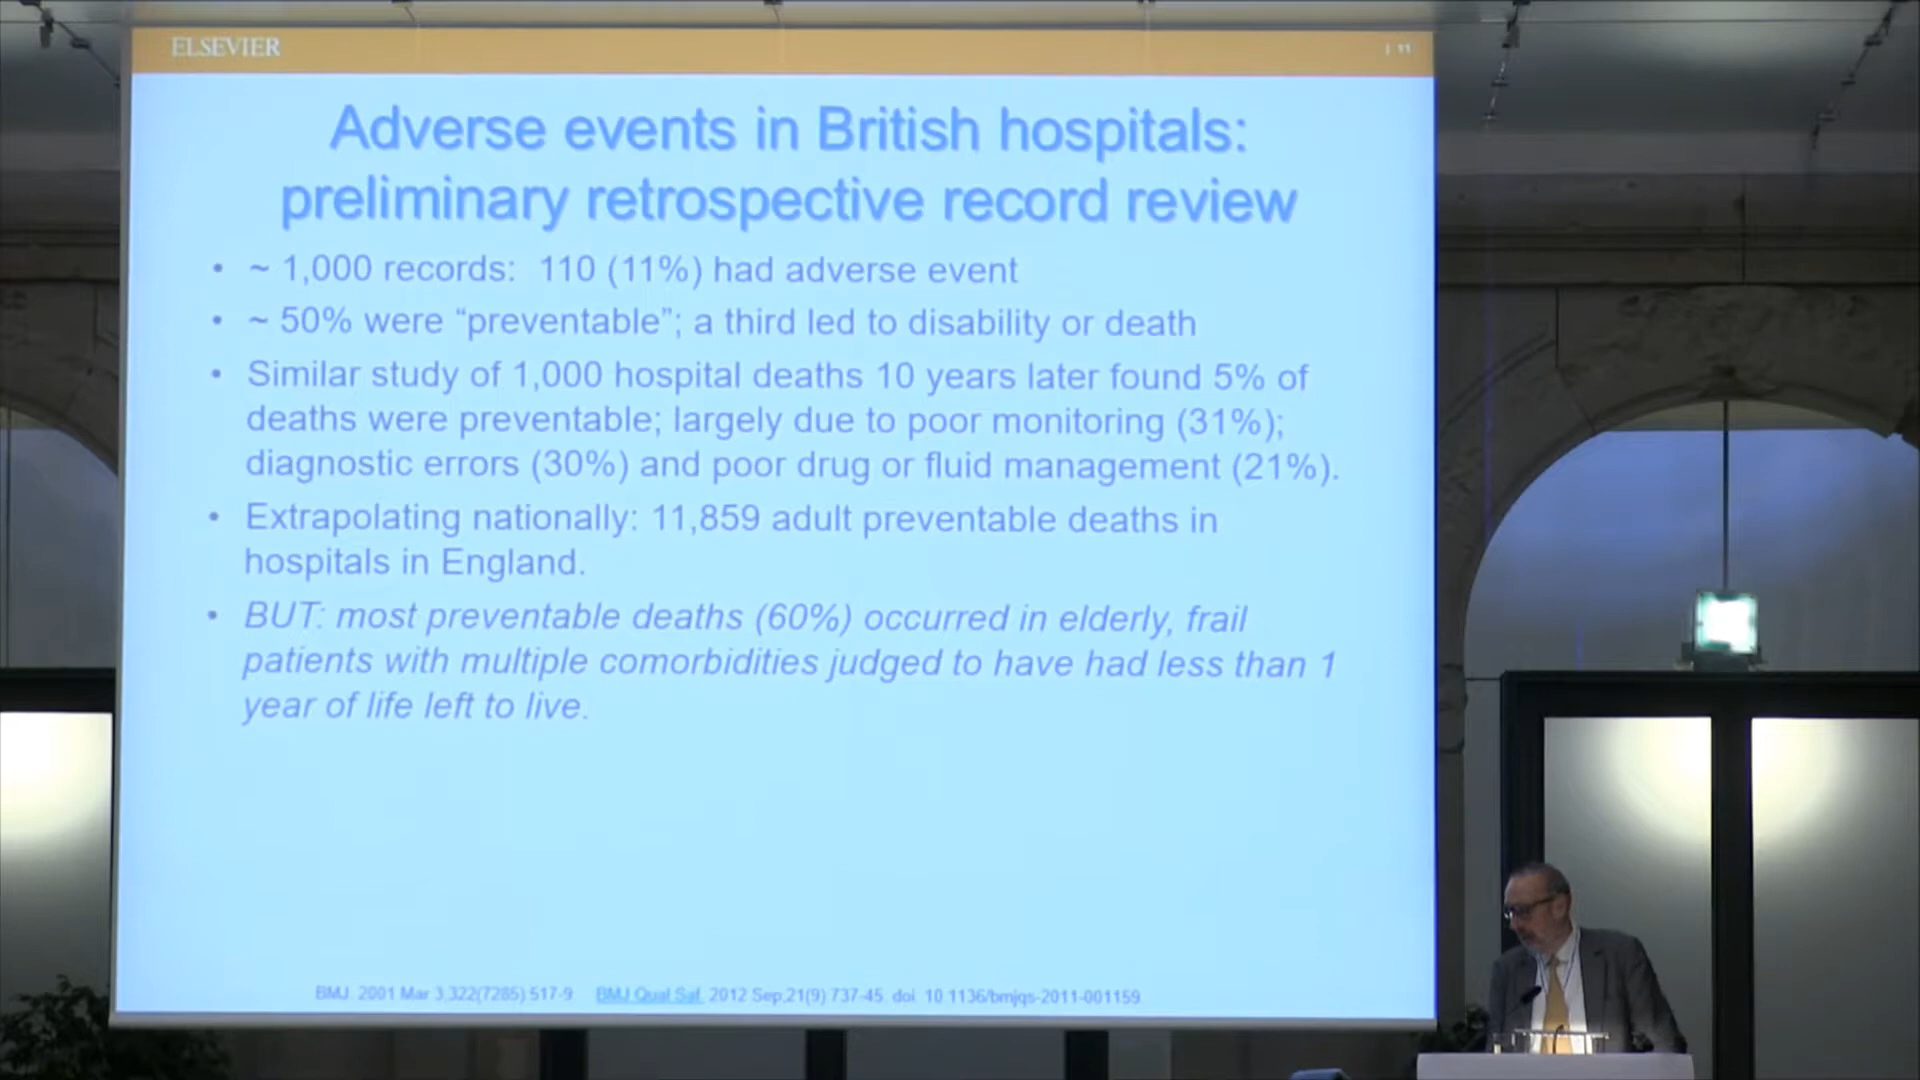 ELSEVIER
Adverse events in British hospitals:
preliminary retrospective record review
• ~ 1,000 records: 110 (11%) had adverse event
• ~ 50% were “preventable”; a third led to disability or death
• Similar study of 1,000 hospital deaths 10 years later found 5% of
deaths were preventable; largely due to poor monitoring (31%);
diagnostic errors (30%) and poor drug or fluid management (21%).
• Extrapolating nationally: 11,859 adult preventable deaths in
hospitals in England.
• BUT: most preventable deaths (60%) occurred in elderly, frail
patients with multiple comorbidities judged to have had less than 1
year of life left to live.
BMJ. 2001 Mar 3;322(7285):517-9 BMJ Qual Saf. 2012 Sep;21(9):737-45. doi: 10.1136/bmjqs-2011-001159